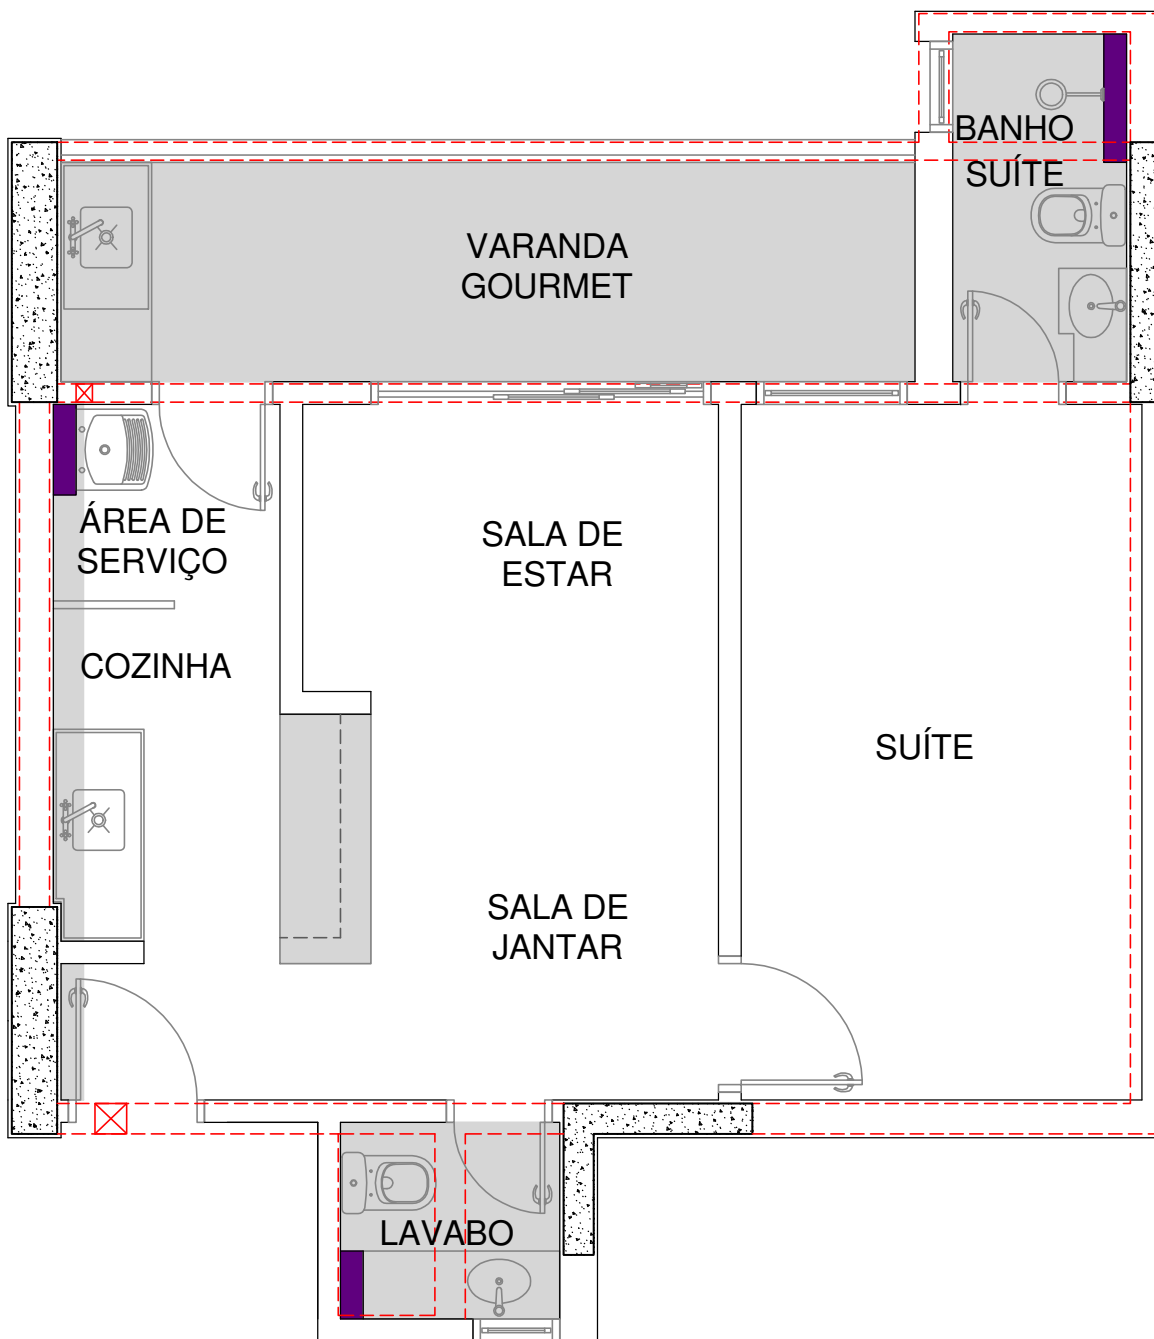 BANHO
SUÍTE
VARANDA
GOURMET
ÁREA DE
SERVIÇO
SALA DE
ESTAR
COZINHA
SUÍTE
SALA DE
JANTAR
LAVABO